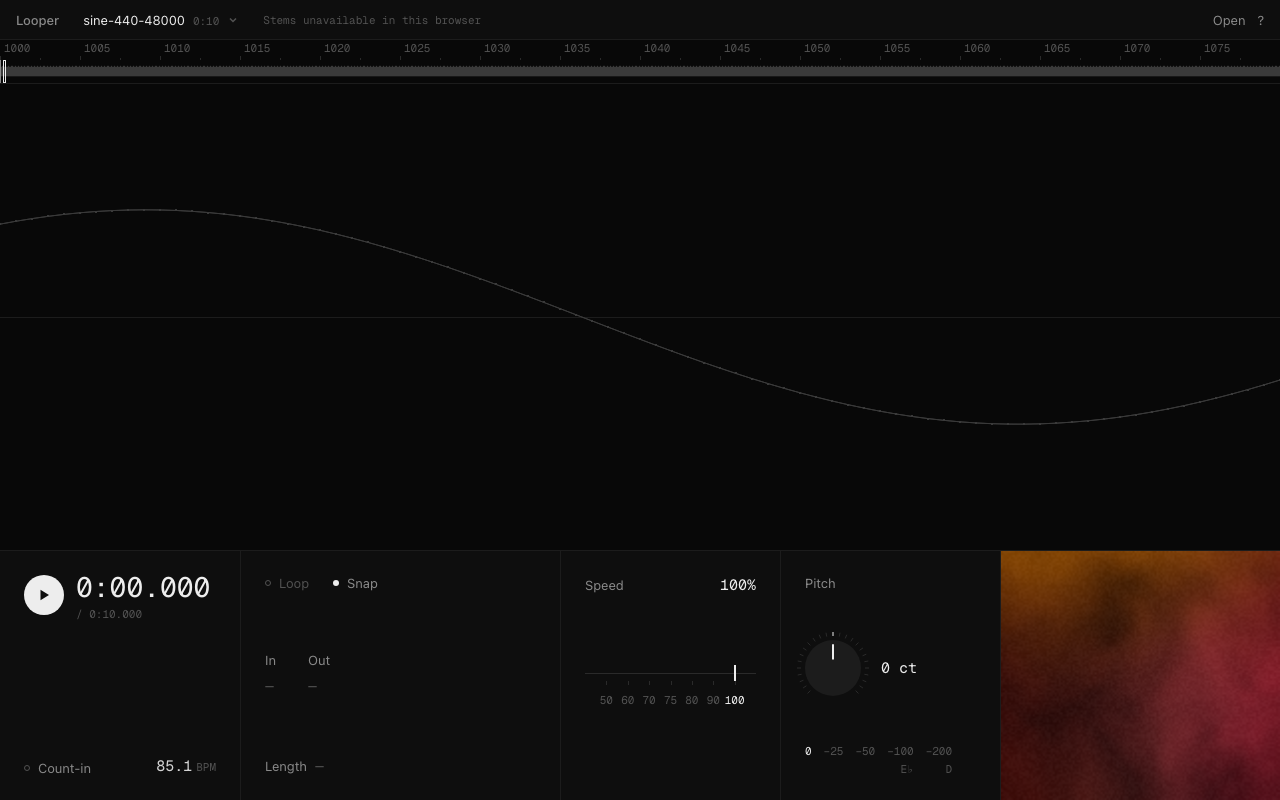 Looper sine-440-48000 0:10 Stems unavailable in this browser Open ?
1000 1005 1010 1015 1020 1025 1030 1035 1040 1045 1050 1055 1060 1065 1070 1075
0:00.000
/ 0:10.000
Count-in 85.1 BPM
Loop Snap
In Out
— —
Length —
Speed 100%
50 60 70 75 80 90 100
Pitch
0 ct
0 −25 −50 −100 −200
E♭ D